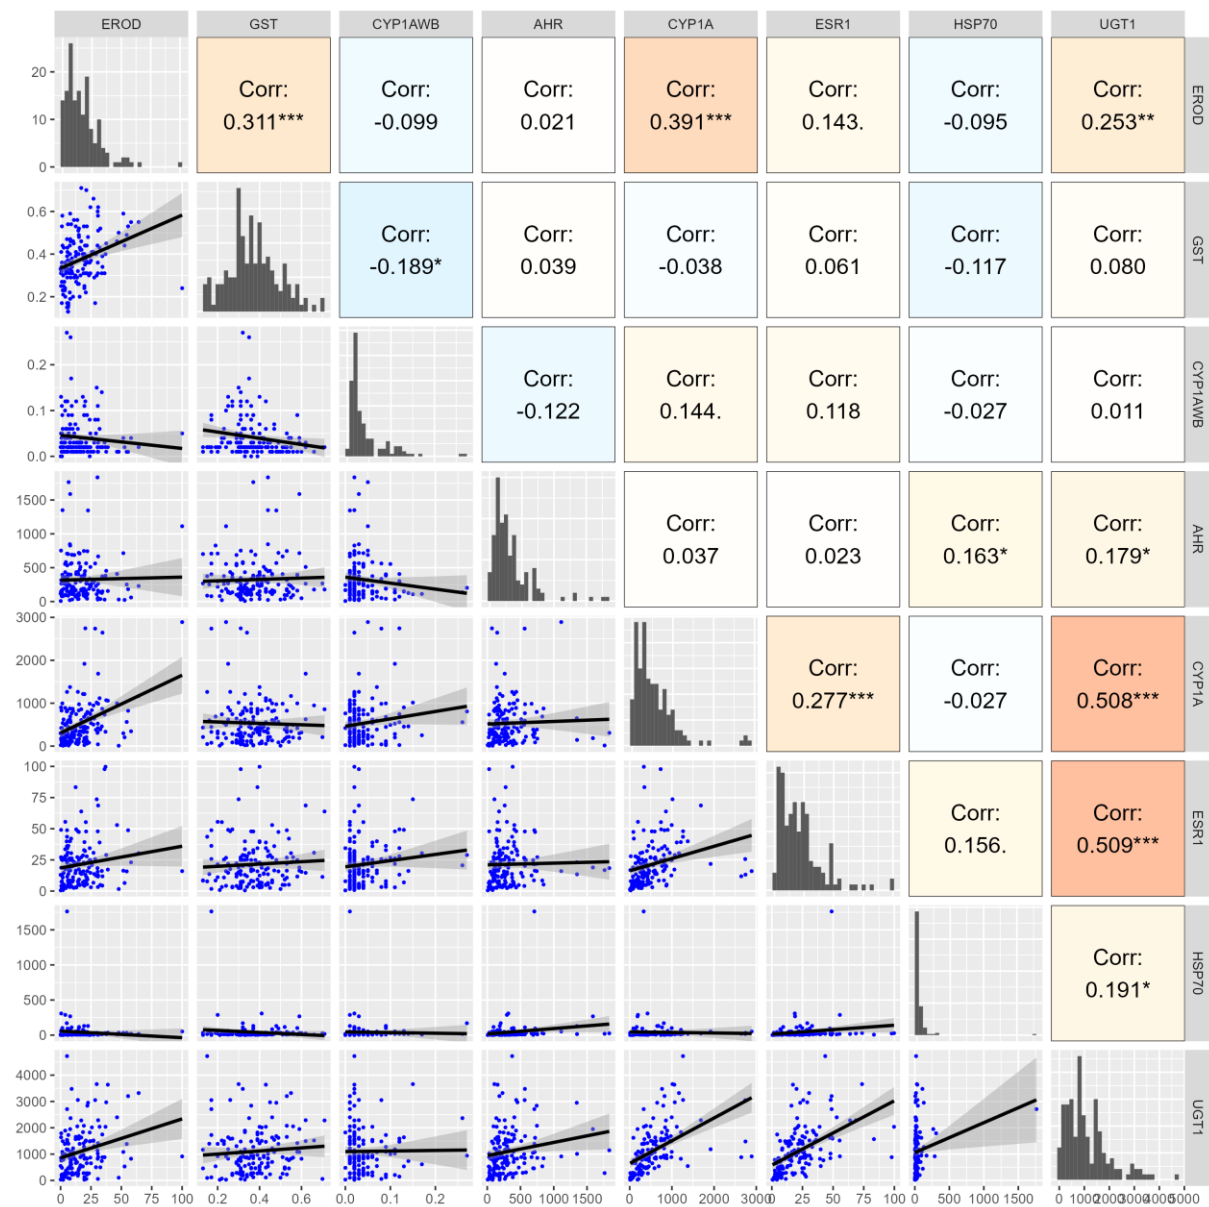 EROD GST CYP1AWB AHR CYP1A ESR1 HSP70 UGT1
Corr: Corr: Corr: Corr: Corr: Corr: Corr:
0.311*** -0.099 0.021 0.391*** 0.143. -0.095 0.253**
EROD
20
10
0
Corr: Corr: Corr: Corr: Corr: Corr:
-0.189* 0.039 -0.038 0.061 -0.117 0.080
GST
0.6
0.4
0.2
Corr: Corr: Corr: Corr: Corr:
-0.122 0.144. 0.118 -0.027 0.011
CYP1AWB
0.2
0.1
0.0
Corr: Corr: Corr: Corr:
0.037 0.023 0.163* 0.179*
AHR
1500
1000
500
0
Corr: Corr: Corr:
0.277*** -0.027 0.508***
CYP1A
3000
2000
1000
0
Corr: Corr:
0.156. 0.509***
ESR1
100
75
50
25
0
Corr:
0.191*
HSP70
1500
1000
500
0
UGT1
4000
3000
2000
1000
0
0 25 50 75 100 0.2 0.4 0.6 0.0 0.1 0.2 0 500 1000 1500 0 1000 2000 3000 0 25 50 75 100 0 500 1000 1500 0 1000 2000 3000 4000 5000